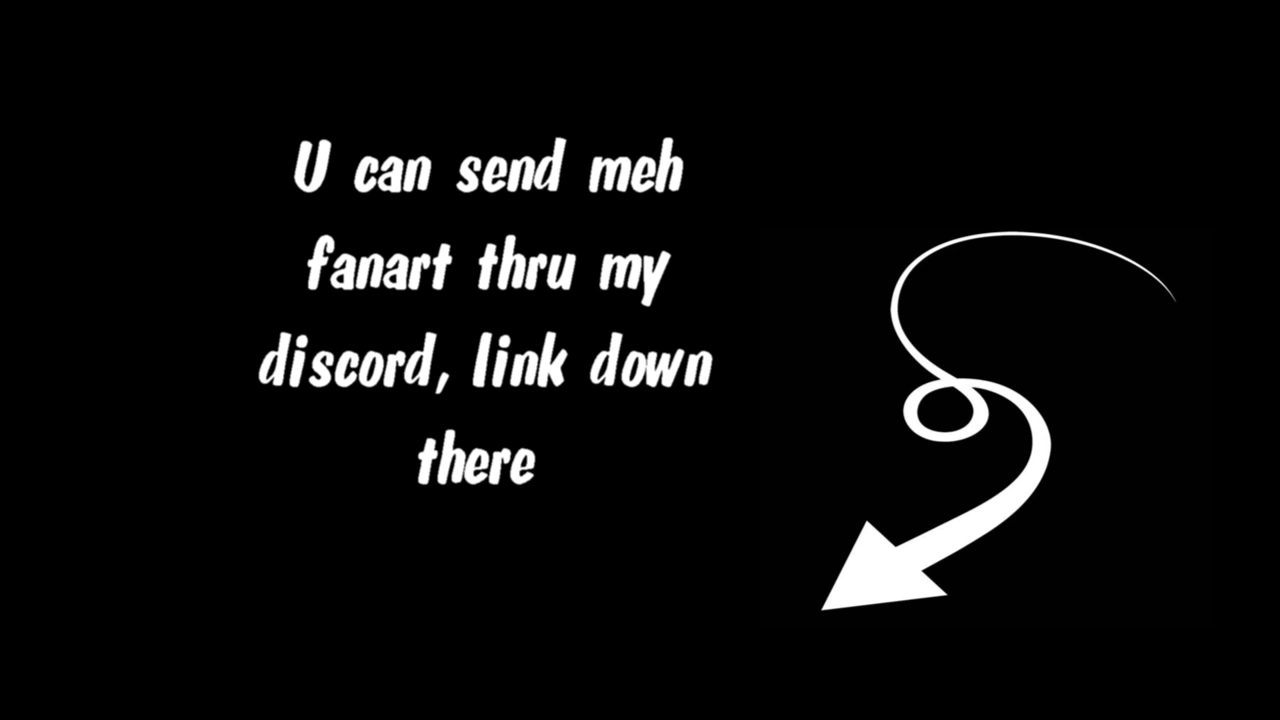 U can send meh
fanart thru my
discord, link down
there